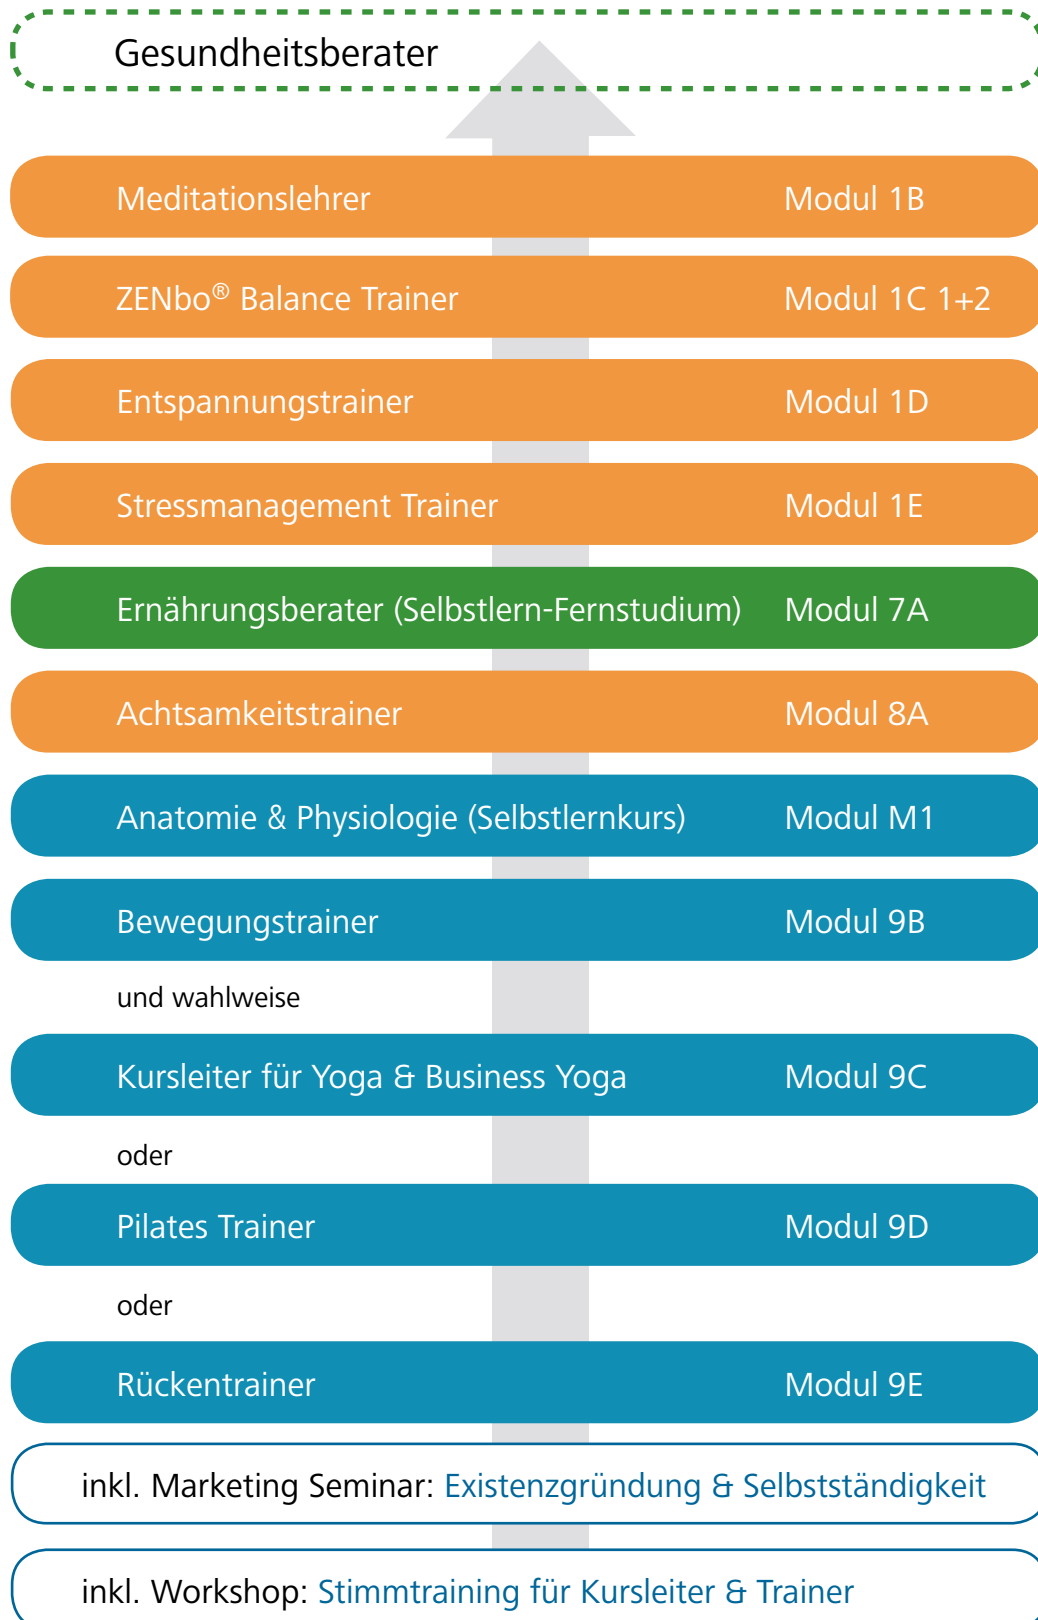 Gesundheitsberater
Meditationslehrer Modul 1B
ZENbo® Balance Trainer Modul 1C 1+2
Entspannungstrainer Modul 1D
Stressmanagement Trainer Modul 1E
Ernährungsberater (Selbstlern-Fernstudium) Modul 7A
Achtsamkeitstrainer Modul 8A
Anatomie & Physiologie (Selbstlernkurs) Modul M1
Bewegungstrainer Modul 9B
und wahlweise
Kursleiter für Yoga & Business Yoga Modul 9C
oder
Pilates Trainer Modul 9D
oder
Rückentrainer Modul 9E
inkl. Marketing Seminar: Existenzgründung & Selbstständigkeit
inkl. Workshop: Stimmtraining für Kursleiter & Trainer